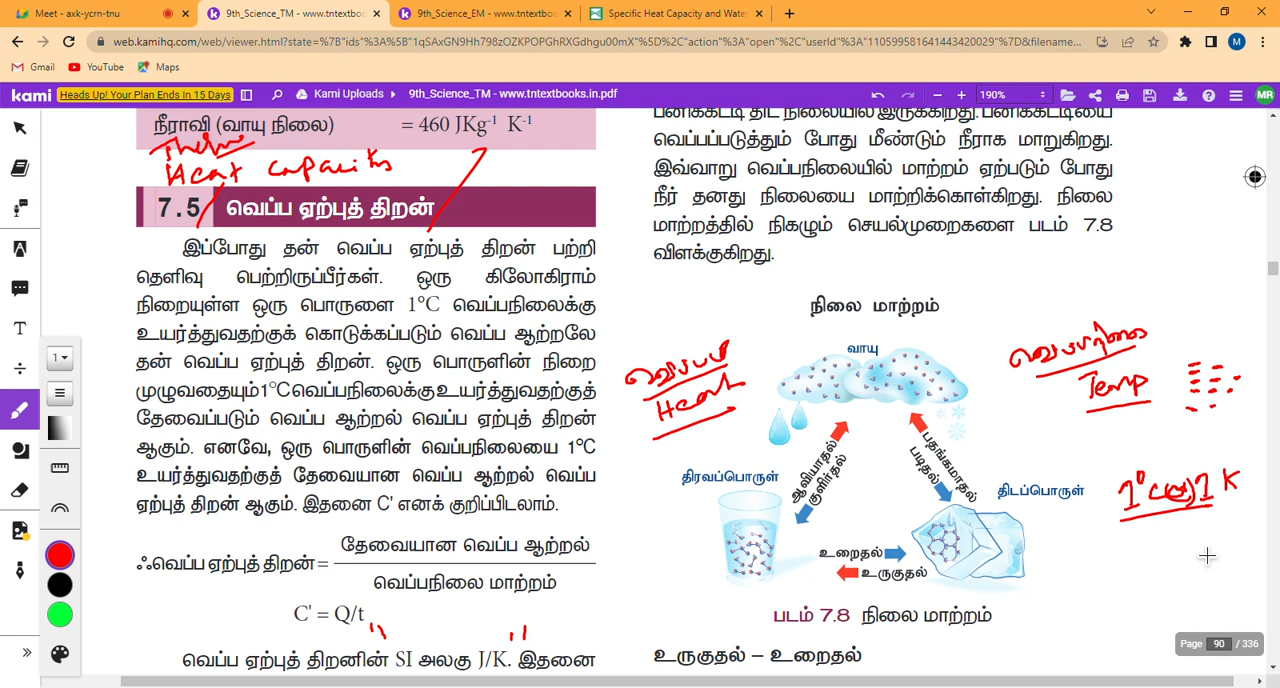 Meet - axk-ycrn-tnu
9th_Science_TM - www.tntextboo
9th_Science_EM - www.tntextboo
Specific Heat Capacity and Wate
web.kamihq.com/web/viewer.html?state=%7B"ids"%3A%5B"1qSAxGN9Hh798zOZKPOPGhRXGdhgu00mX"%5D%2C"action"%3A"open"%2C"userId"%3A"110599581641443420029"%7D&filename...
M
Gmail
YouTube
Maps
kami
Heads Up! Your Plan Ends In 15 Days
Kami Uploads
9th_Science_TM - www.tntextbooks.in.pdf
190%
MR
நீராவி (வாயு நிலை) = 460 JKg⁻¹ K⁻¹
Heat capacity
7.5 வெப்ப ஏற்புத் திறன்
இப்போது தன் வெப்ப ஏற்புத் திறன் பற்றி
தெளிவு பெற்றிருப்பீர்கள். ஒரு கிலோகிராம்
நிறையுள்ள ஒரு பொருளை 1°C வெப்பநிலைக்கு
உயர்த்துவதற்குக் கொடுக்கப்படும் வெப்ப ஆற்றலே
தன் வெப்ப ஏற்புத் திறன். ஒரு பொருளின் நிறை
முழுவதையும் 1°C வெப்பநிலைக்கு உயர்த்துவதற்குத்
தேவைப்படும் வெப்ப ஆற்றல் வெப்ப ஏற்புத் திறன்
ஆகும். எனவே, ஒரு பொருளின் வெப்பநிலையை 1°C
உயர்த்துவதற்குத் தேவையான வெப்ப ஆற்றல் வெப்ப
ஏற்புத் திறன் ஆகும். இதனை C' எனக் குறிப்பிடலாம்.
ஃவெப்ப ஏற்புத் திறன் =
தேவையான வெப்ப ஆற்றல்
வெப்பநிலை மாற்றம்
C' = Q/t
வெப்ப ஏற்புத் திறனின் SI அலகு J/K. இதனை
பனிக்கட்டி திட நிலையில் இருக்கிறது. பனிக்கட்டியை
வெப்பப்படுத்தும் போது மீண்டும் நீராக மாறுகிறது.
இவ்வாறு வெப்பநிலையில் மாற்றம் ஏற்படும் போது
நீர் தனது நிலையை மாற்றிக்கொள்கிறது. நிலை
மாற்றத்தில் நிகழும் செயல்முறைகளை படம் 7.8
விளக்குகிறது.
நிலை மாற்றம்
வாயு
வெப்பம்
Heat
வெப்பநிலை
Temp
ஆவியாதல்
குளிர்தல்
பதங்கமாதல்
படிதல்
திரவப்பொருள்
திடப்பொருள்
உறைதல்
உருகுதல்
படம் 7.8 நிலை மாற்றம்
உருகுதல் – உறைதல்
1
Page 90 / 336